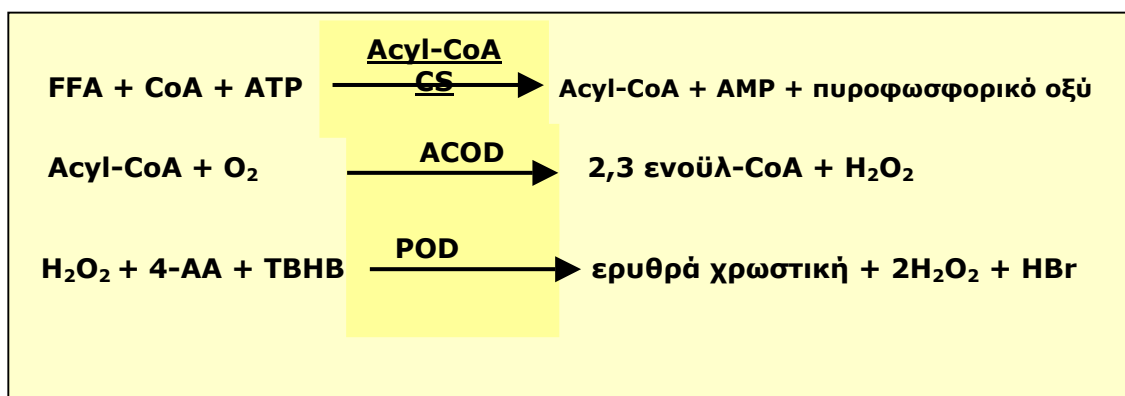 Acyl-CoA
CS
FFA + CoA + ATP Acyl-CoA + AMP + πυροφωσφορικό οξύ
ACOD
Acyl-CoA + O₂ 2,3 ενοϋλ-CoA + H₂O₂
POD
H₂O₂ + 4-AA + TBHB ερυθρά χρωστική + 2H₂O₂ + HBr